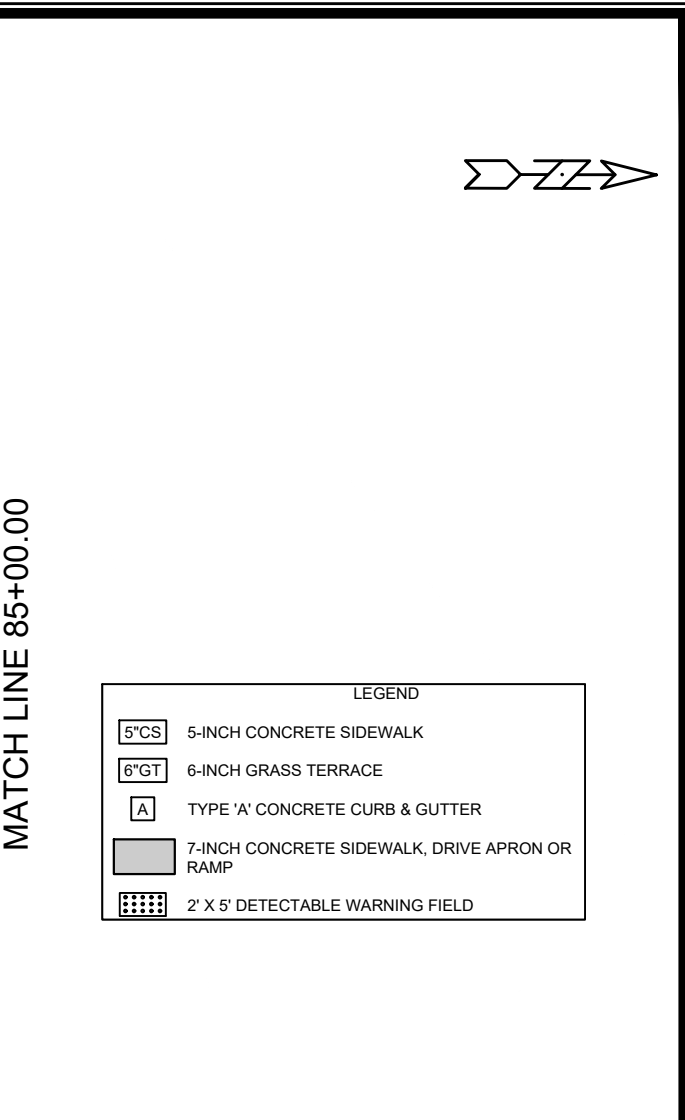 MATCH LINE 85+00.00
LEGEND
5"CS 5-INCH CONCRETE SIDEWALK
6"GT 6-INCH GRASS TERRACE
A TYPE 'A' CONCRETE CURB & GUTTER
7-INCH CONCRETE SIDEWALK, DRIVE APRON OR
RAMP
2' X 5' DETECTABLE WARNING FIELD